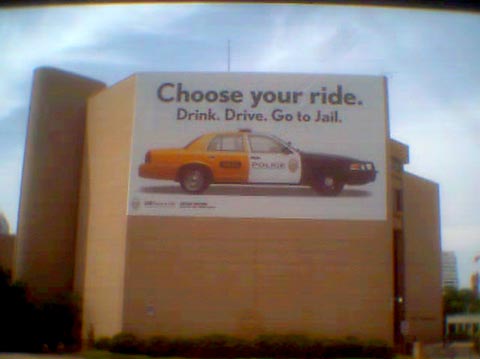 Choose your ride.
Drink. Drive. Go to Jail.
POLICE